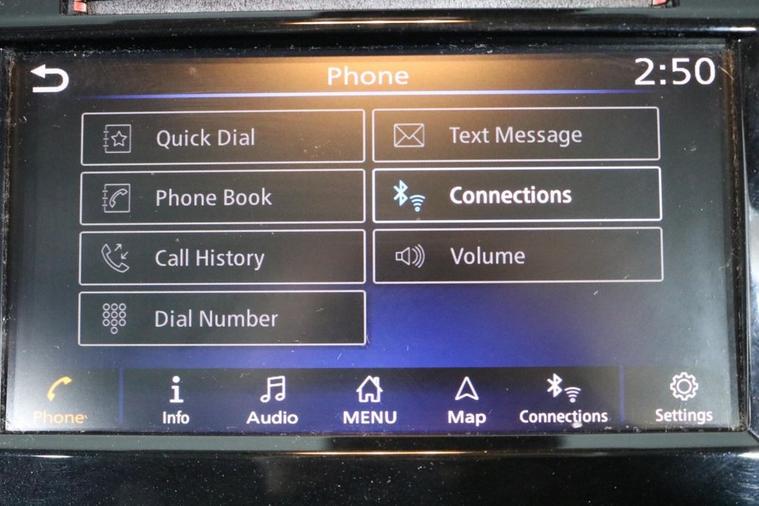 Phone
2:50
Quick Dial
Text Message
Phone Book
Connections
Call History
Volume
Dial Number
Phone
Info
Audio
MENU
Map
Connections
Settings